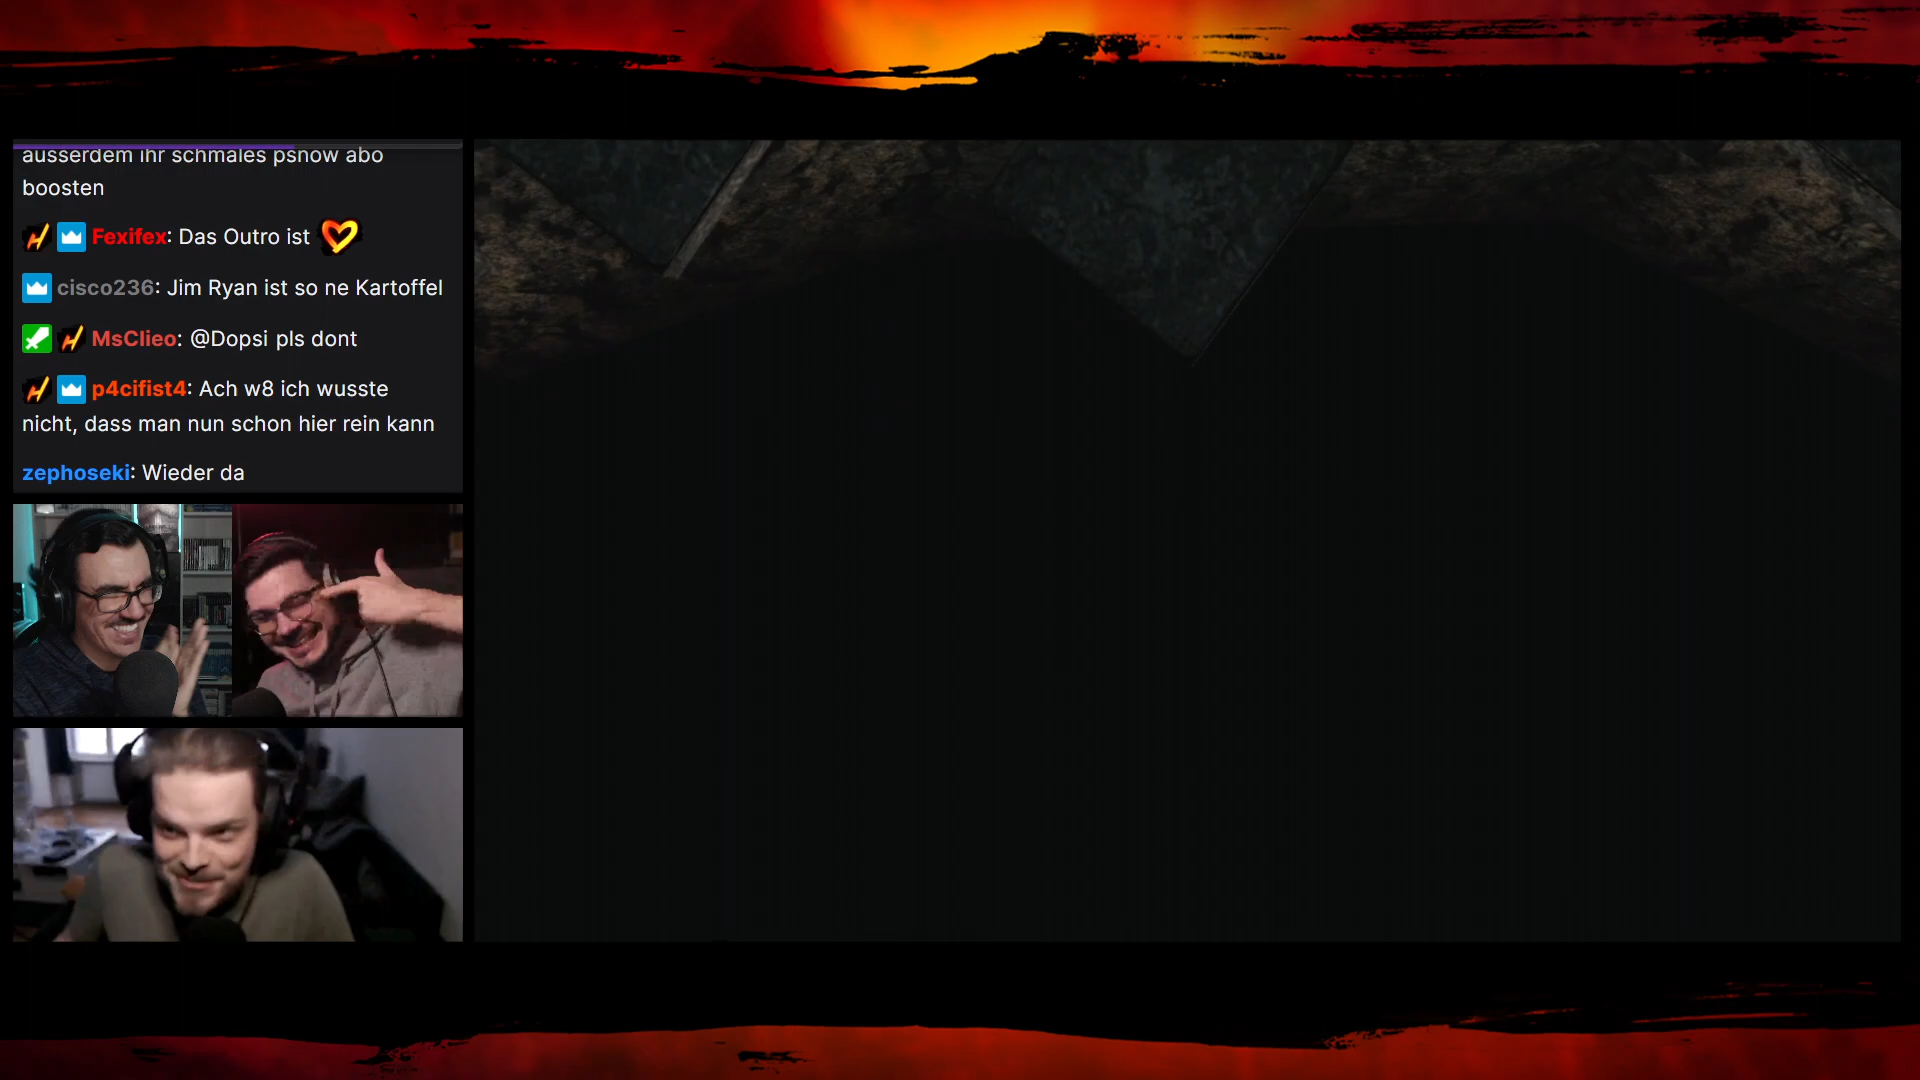 ausserdem ihr schmales psnow abo
boosten
Fexifex: Das Outro ist
cisco236: Jim Ryan ist so ne Kartoffel
MsClieo: @Dopsi pls dont
p4cifist4: Ach w8 ich wusste
nicht, dass man nun schon hier rein kann
zephoseki: Wieder da